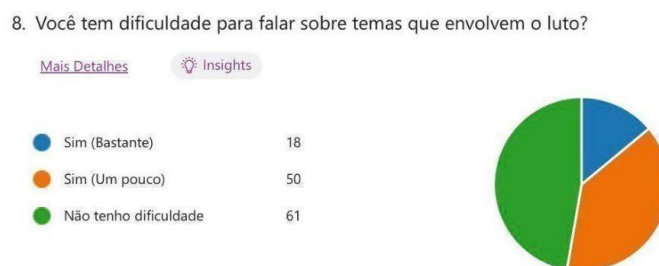 8. Você tem dificuldade para falar sobre temas que envolvem o luto?
Mais Detalhes Insights
Sim (Bastante) 18
Sim (Um pouco) 50
Não tenho dificuldade 61